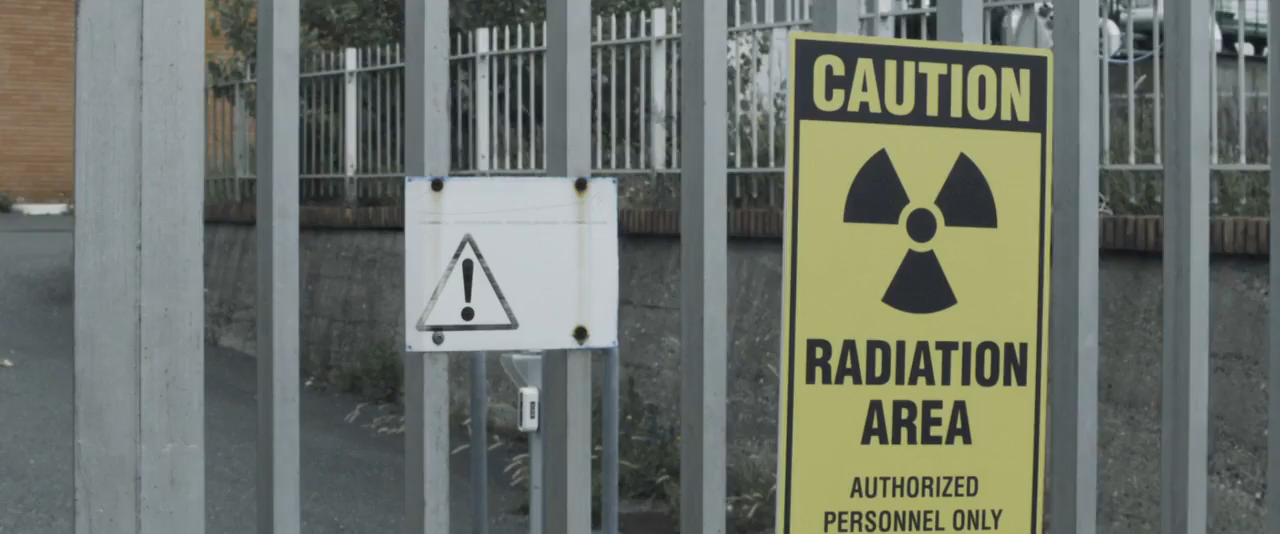 CAUTION
RADIATION
AREA
AUTHORIZED
PERSONNEL ONLY